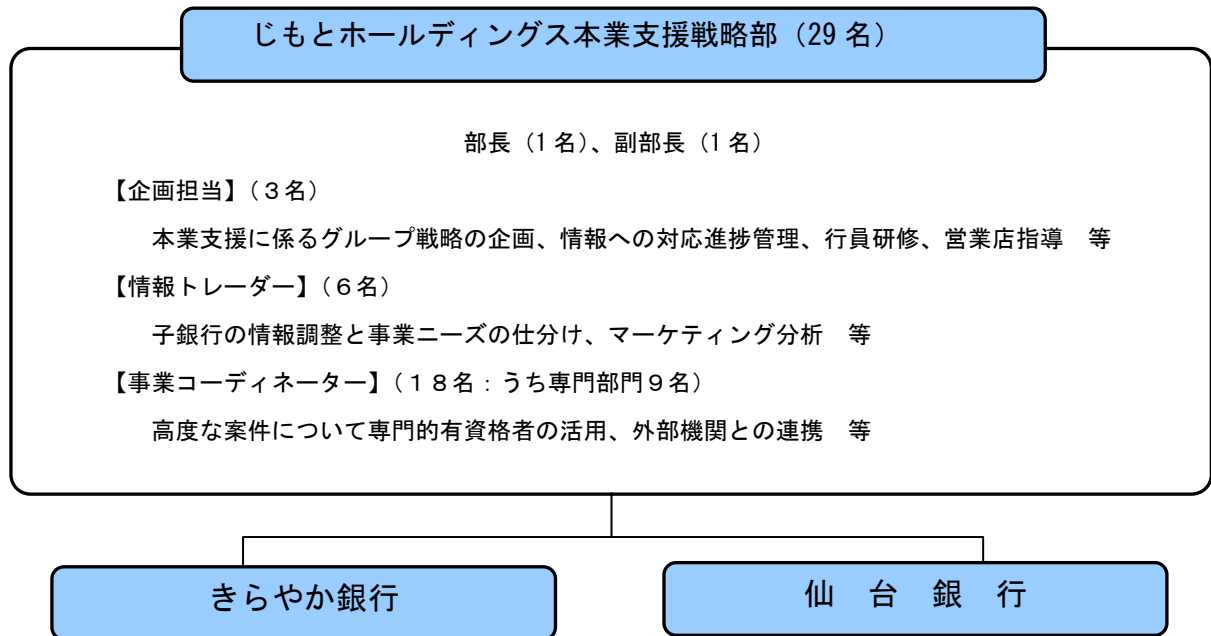 じもとホールディングス本業支援戦略部（29 名）
部長（1 名）、副部長（1 名）
【企画担当】（３名）
本業支援に係るグループ戦略の企画、情報への対応進捗管理、行員研修、営業店指導　等
【情報トレーダー】（６名）
子銀行の情報調整と事業ニーズの仕分け、マーケティング分析　等
【事業コーディネーター】（１８名：うち専門部門９名）
高度な案件について専門的有資格者の活用、外部機関との連携　等
きらやか銀行
仙　台　銀　行